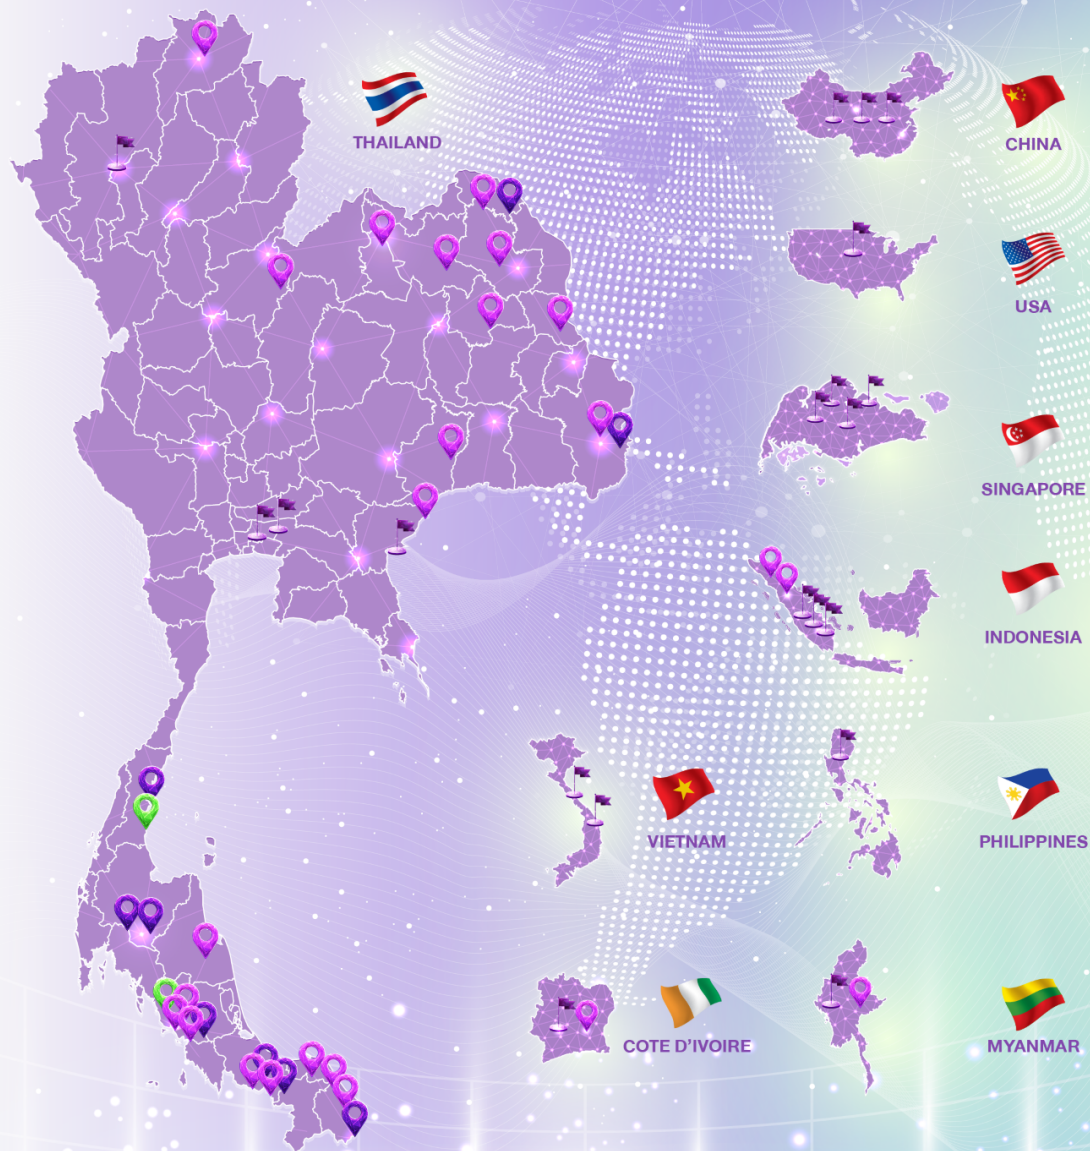 THAILAND
CHINA
USA
SINGAPORE
INDONESIA
VIETNAM
PHILIPPINES
COTE D'IVOIRE
MYANMAR